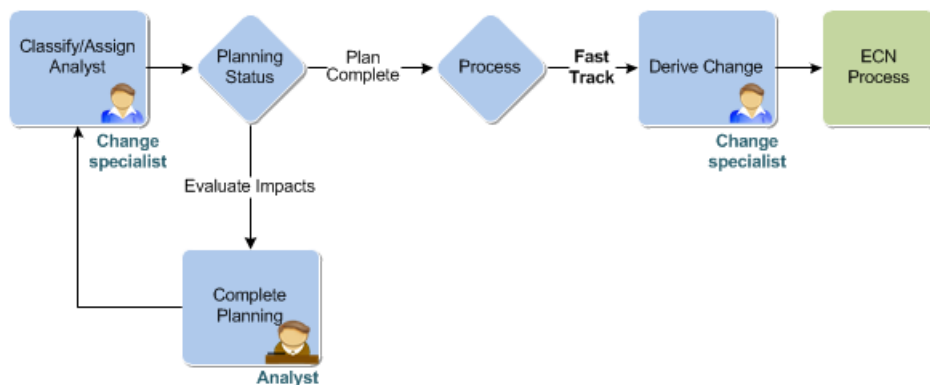 Classify/Assign
Analyst
Change
specialist
Planning
Status
Plan
Complete
Process
Fast
Track
Derive Change
Change
specialist
ECN
Process
Evaluate Impacts
Complete
Planning
Analyst